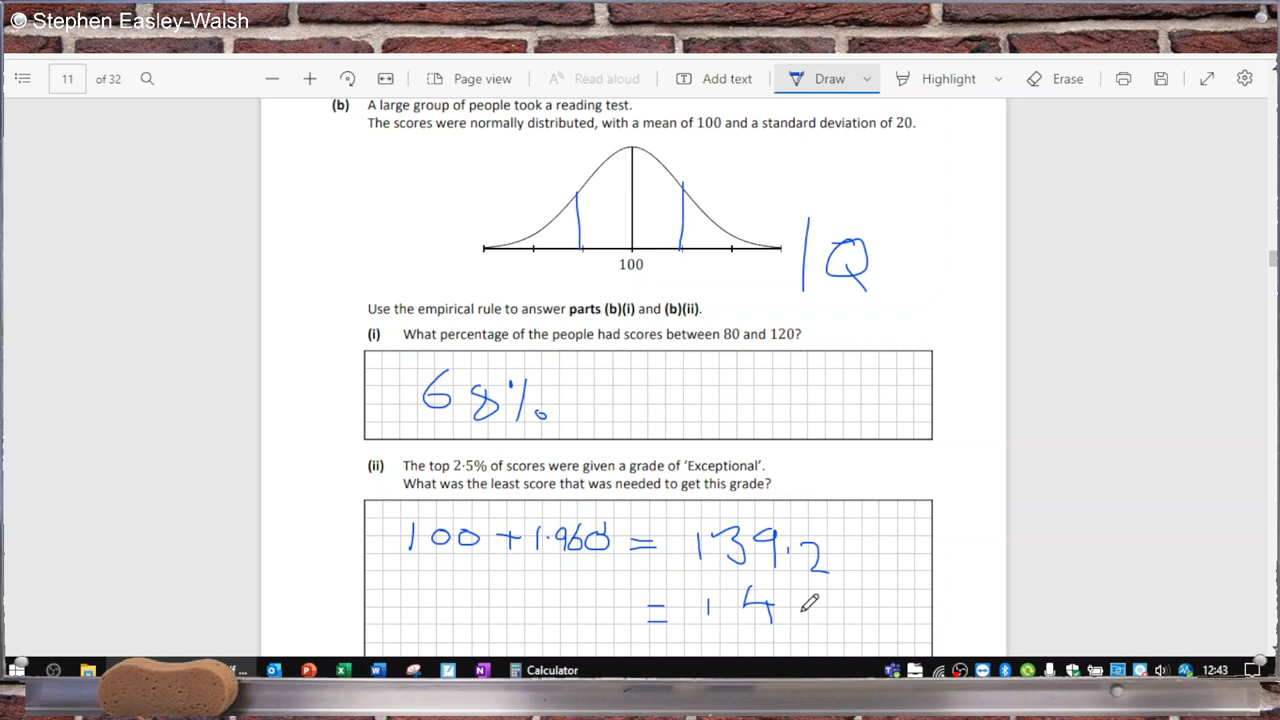 © Stephen Easley-Walsh
11 of 32
Page view
Read aloud
Add text
Draw
Highlight
Erase
(b) A large group of people took a reading test.
The scores were normally distributed, with a mean of 100 and a standard deviation of 20.
100
IQ
Use the empirical rule to answer parts (b)(i) and (b)(ii).
(i) What percentage of the people had scores between 80 and 120?
68%
(ii) The top 2·5% of scores were given a grade of ‘Exceptional’.
What was the least score that was needed to get this grade?
100 + 1.96σ = 139.2
= 14
Calculator
12:43